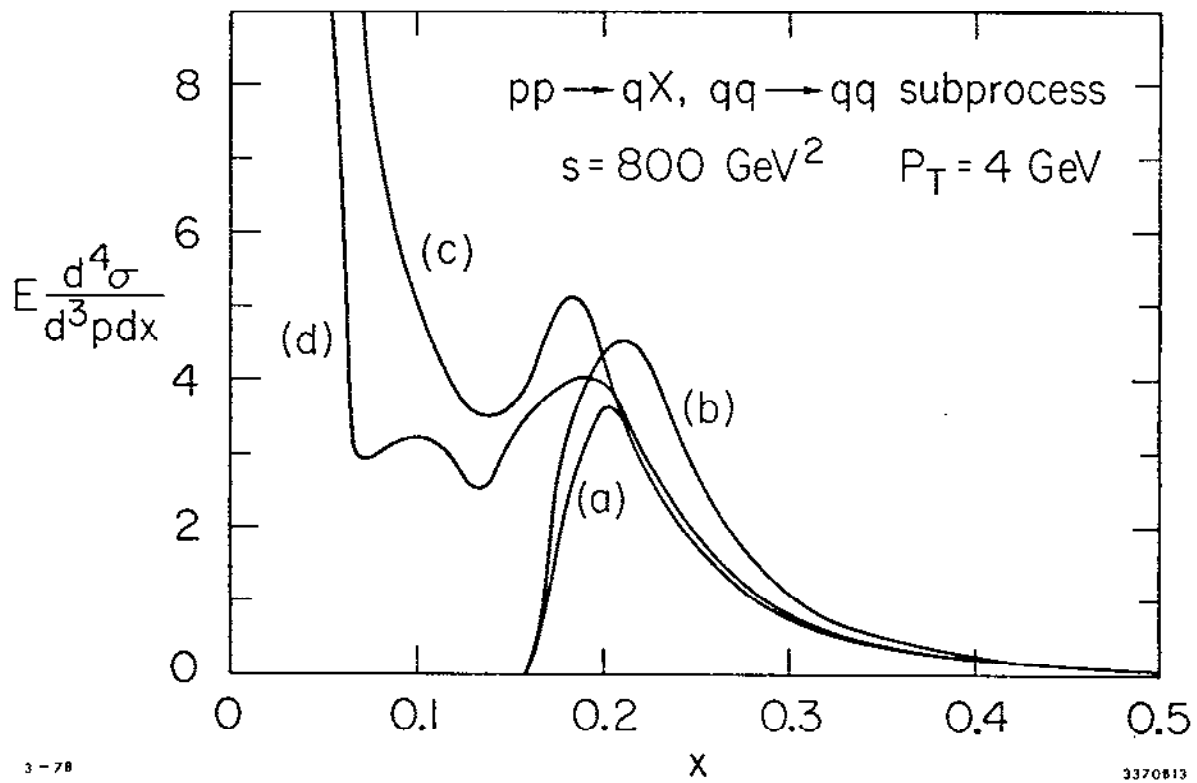 pp → qX, qq → qq subprocess
s = 800 GeV² P_T = 4 GeV
E d⁴σ / d³pdx
8
6
4
2
0
(c)
(d)
(b)
(a)
0 0.1 0.2 0.3 0.4 0.5
x
3-78
3370B13